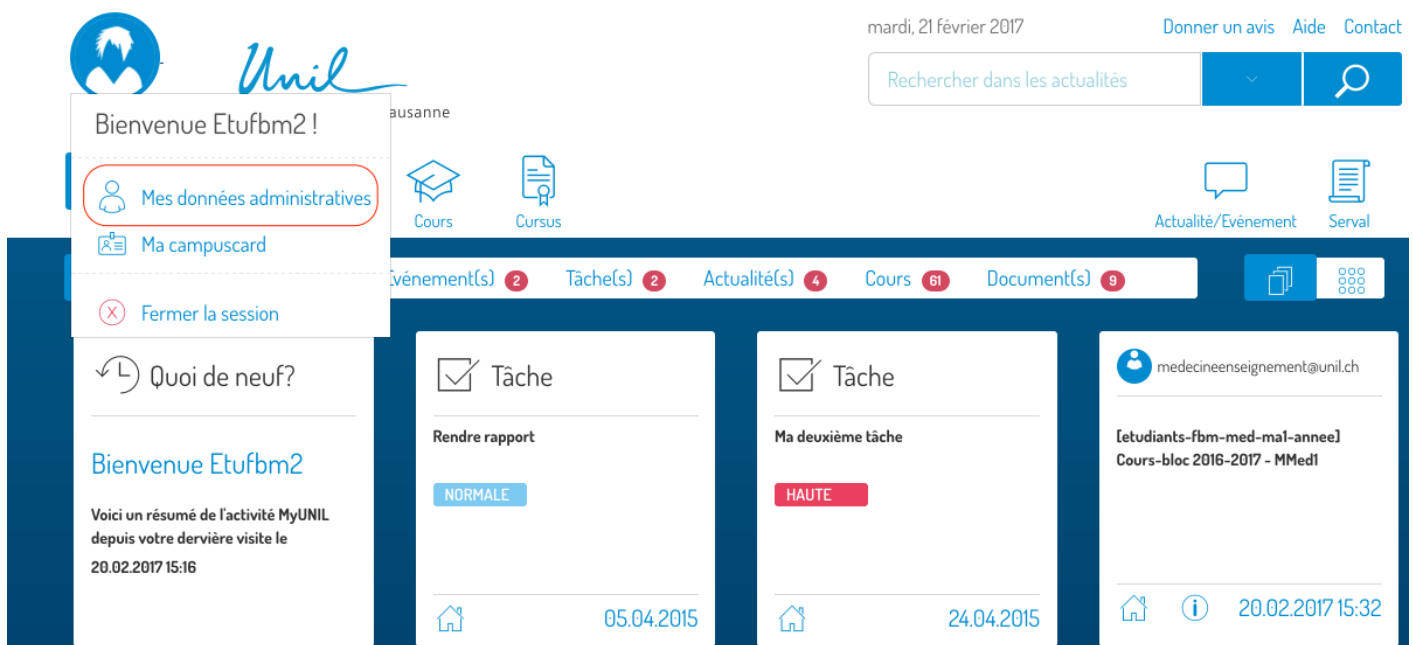 mardi, 21 février 2017
Donner un avis Aide Contact
Unil
Rechercher dans les actualités
ausanne
Bienvenue Etufbm2 !
Mes données administratives
Ma campuscard
Fermer la session
Cours
Cursus
Actualité/Evénement
Serval
Evénement(s) 2
Tâche(s) 2
Actualité(s) 4
Cours 61
Document(s) 9
Quoi de neuf?
Bienvenue Etufbm2
Voici un résumé de l'activité MyUNIL
depuis votre dervière visite le
20.02.2017 15:16
Tâche
Rendre rapport
NORMALE
05.04.2015
Tâche
Ma deuxième tâche
HAUTE
24.04.2015
medecineenseignement@unil.ch
[etudiants-fbm-med-ma1-annee]
Cours-bloc 2016-2017 - MMed1
20.02.2017 15:32